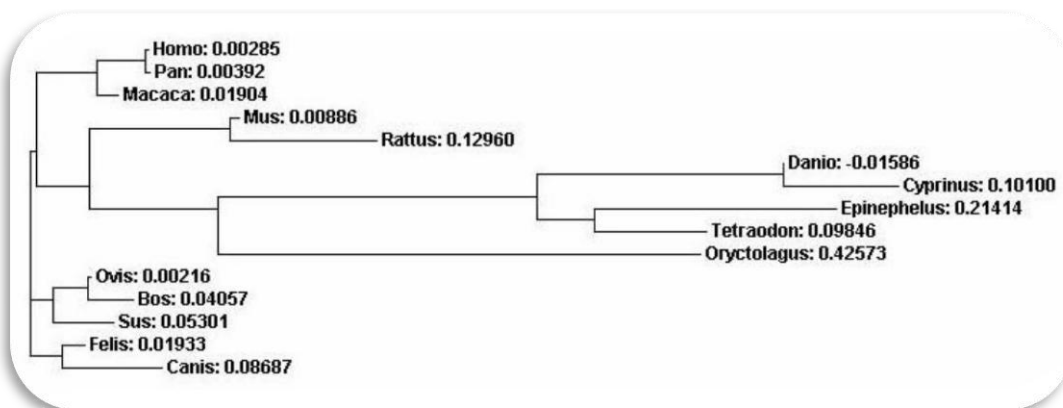 Homo: 0.00285
Pan: 0.00392
Macaca: 0.01904
Mus: 0.00886
Rattus: 0.12960
Danio: -0.01586
Cyprinus: 0.10100
Epinephelus: 0.21414
Tetraodon: 0.09846
Oryctolagus: 0.42573
Ovis: 0.00216
Bos: 0.04057
Sus: 0.05301
Felis: 0.01933
Canis: 0.08687